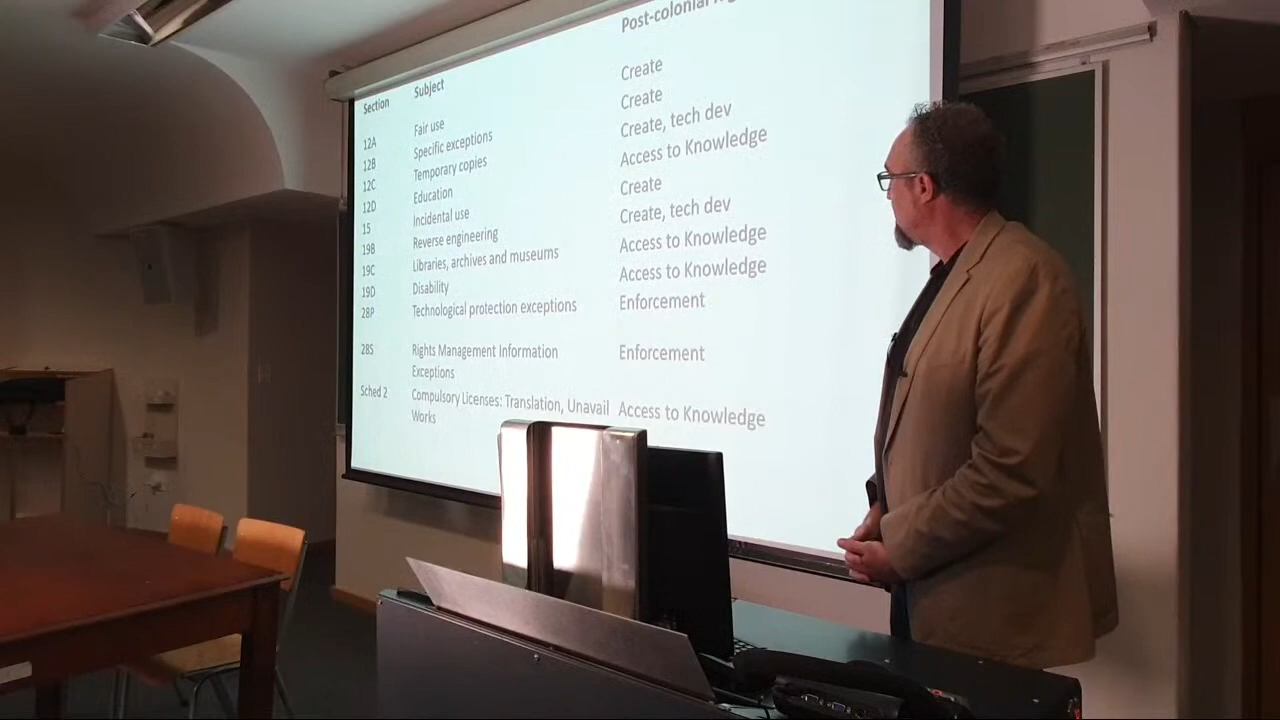 Section Subject Post-colonial
12A Fair use Create
12B Specific exceptions Create
12C Temporary copies Create, tech dev
12D Education Access to Knowledge
15 Incidental use Create
19B Reverse engineering Create, tech dev
19C Libraries, archives and museums Access to Knowledge
19D Disability Access to Knowledge
28P Technological protection exceptions Enforcement
28S Rights Management Information Enforcement
Exceptions
Sched 2 Compulsory Licenses: Translation, Unavail Access to Knowledge
Works